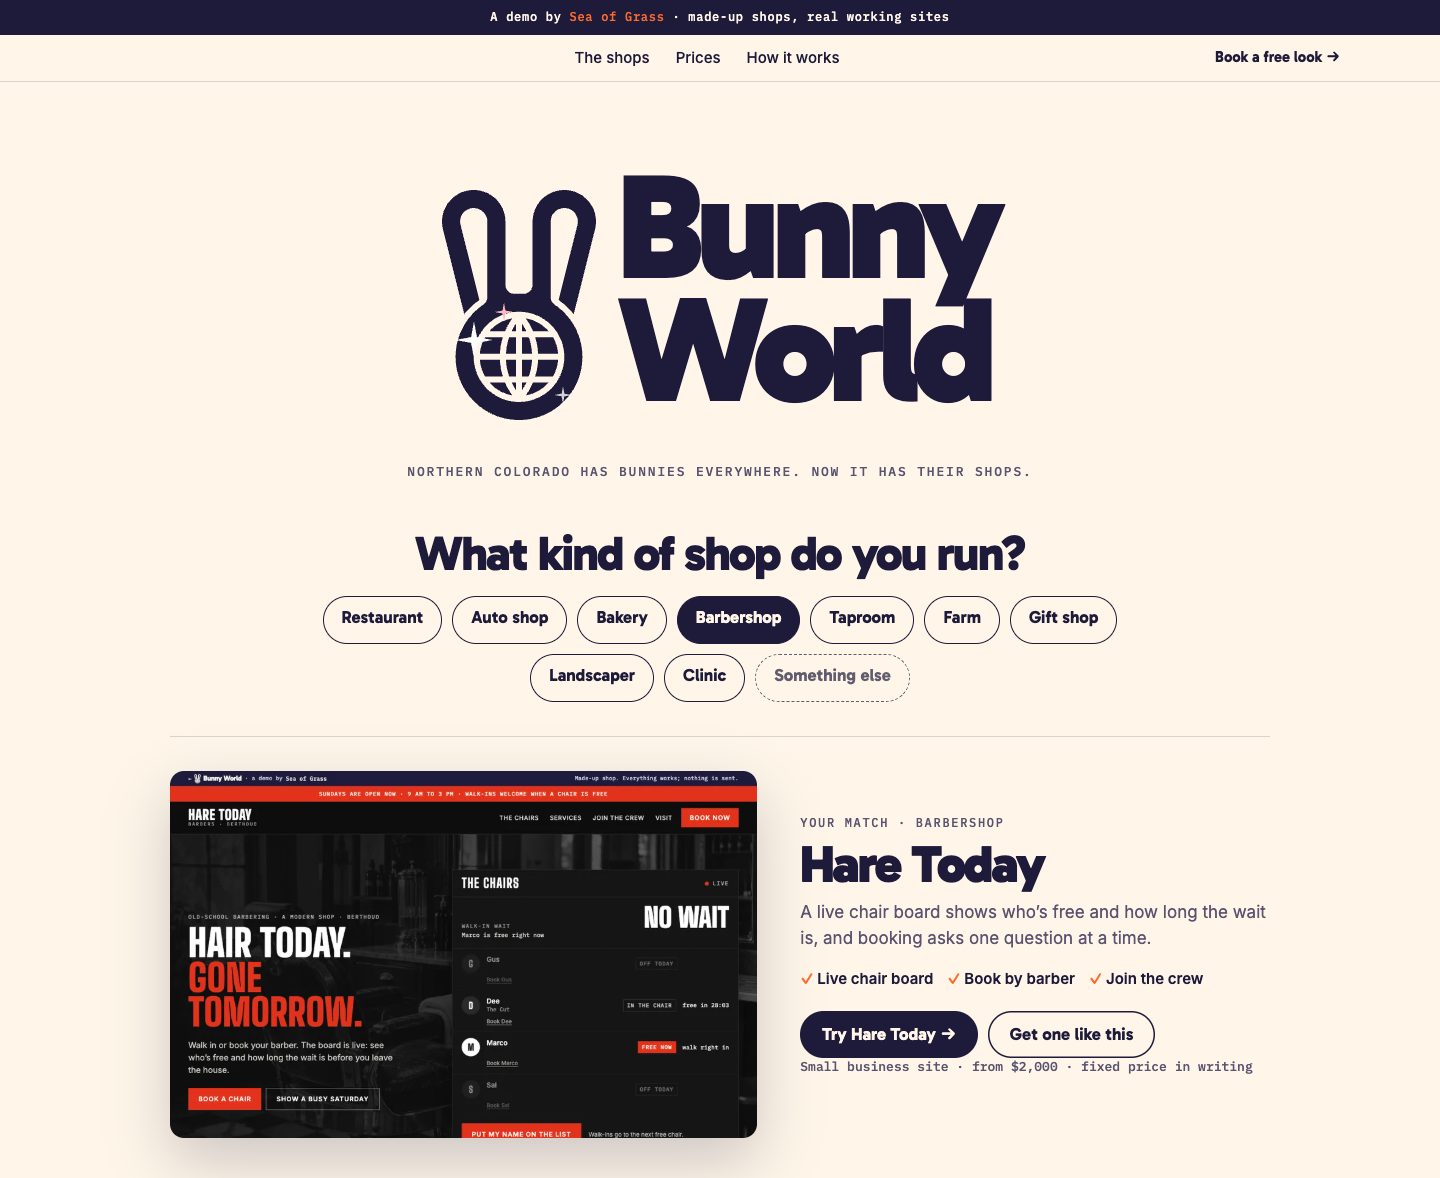 A demo by Sea of Grass · made-up shops, real working sites
The shops Prices How it works
Book a free look →
Bunny
World
NORTHERN COLORADO HAS BUNNIES EVERYWHERE. NOW IT HAS THEIR SHOPS.
What kind of shop do you run?
Restaurant Auto shop Bakery Barbershop Taproom Farm Gift shop
Landscaper Clinic Something else
← Bunny World · a demo by Sea of Grass
Made-up shop. Everything works; nothing is sent.
SUNDAYS ARE OPEN NOW · 9 AM TO 3 PM · WALK-INS WELCOME WHEN A CHAIR IS FREE
HARE TODAY
BARBERS · BERTHOUD
THE CHAIRS SERVICES JOIN THE CREW VISIT BOOK NOW
OLD-SCHOOL BARBERING · A MODERN SHOP · BERTHOUD
HAIR TODAY.
GONE
TOMORROW.
Walk in or book your barber. The board is live: see
who's free and how long the wait is before you leave
the house.
BOOK A CHAIR SHOW A BUSY SATURDAY
THE CHAIRS
LIVE
WALK-IN WAIT
Marco is free right now
NO WAIT
G Gus OFF TODAY
Book Gus
D Dee IN THE CHAIR free in 28:03
The Cut
Book Dee
M Marco FREE NOW walk right in
Book Marco
S Sal OFF TODAY
Book Sal
PUT MY NAME ON THE LIST Walk-ins go to the next free chair.
YOUR MATCH · BARBERSHOP
Hare Today
A live chair board shows who’s free and how long the wait
is, and booking asks one question at a time.
✓ Live chair board ✓ Book by barber ✓ Join the crew
Try Hare Today → Get one like this
Small business site · from $2,000 · fixed price in writing